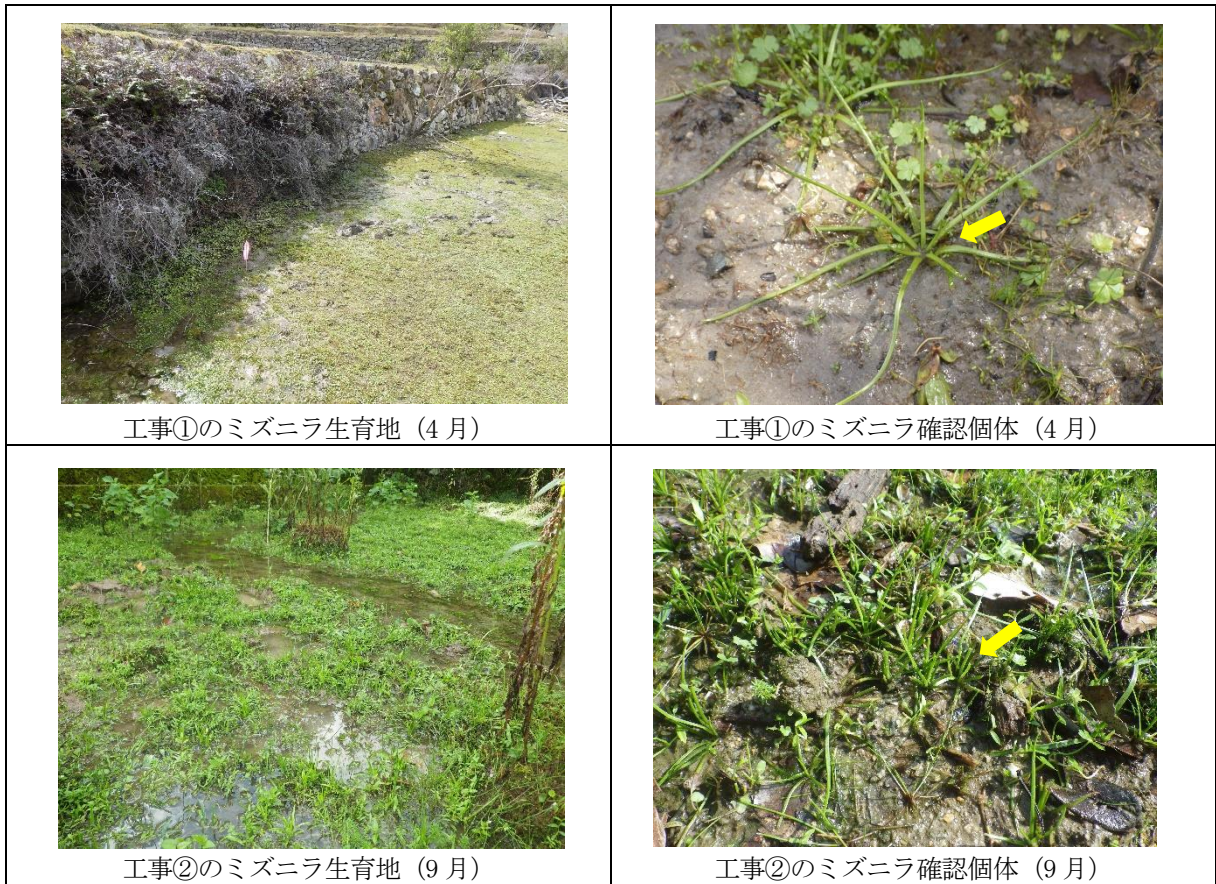 工事①のミズニラ生育地（4 月）
工事①のミズニラ確認個体（4 月）
工事②のミズニラ生育地（9 月）
工事②のミズニラ確認個体（9 月）